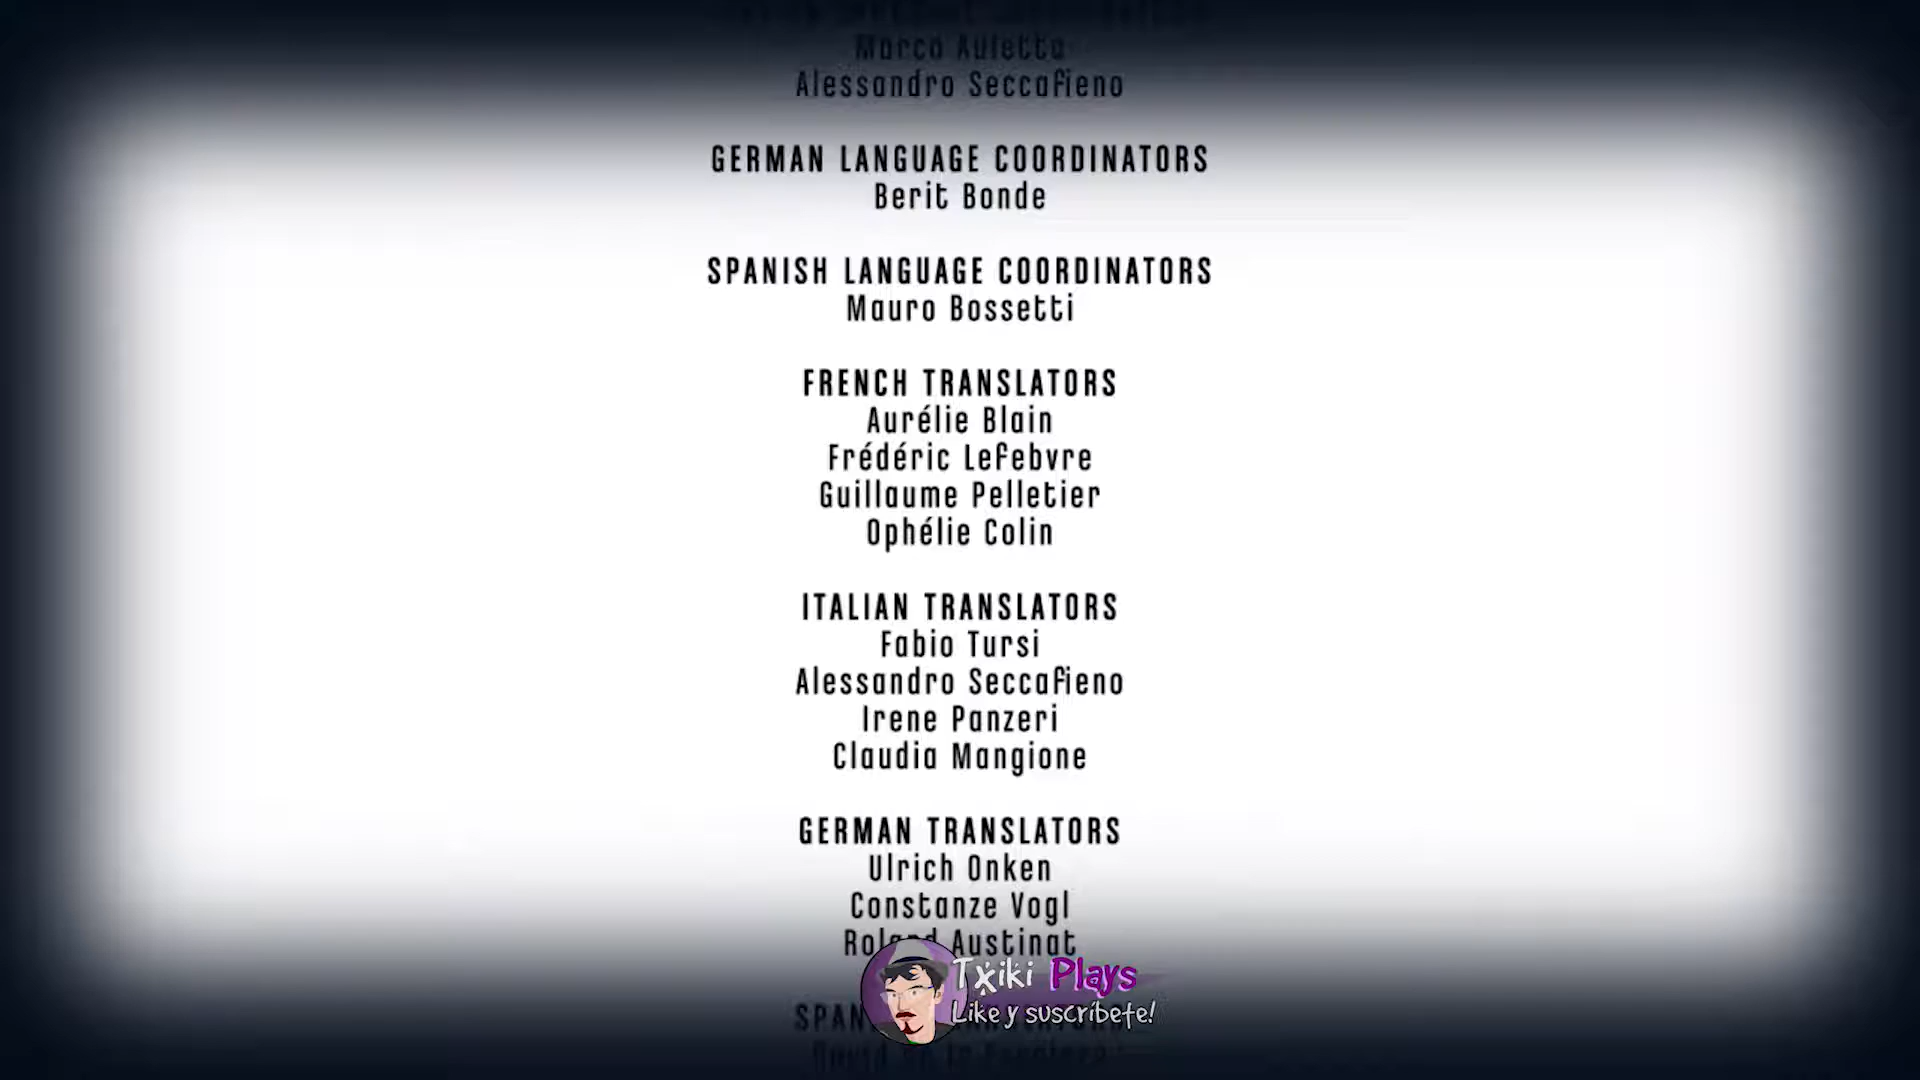 Marco Auletta
Alessandro Seccafieno
GERMAN LANGUAGE COORDINATORS
Berit Bonde
SPANISH LANGUAGE COORDINATORS
Mauro Bossetti
FRENCH TRANSLATORS
Aurélie Blain
Frédéric Lefebvre
Guillaume Pelletier
Ophélie Colin
ITALIAN TRANSLATORS
Fabio Tursi
Alessandro Seccafieno
Irene Panzeri
Claudia Mangione
GERMAN TRANSLATORS
Ulrich Onken
Constanze Vogl
Roland Austinat
Txiki Plays
Like y suscríbete!